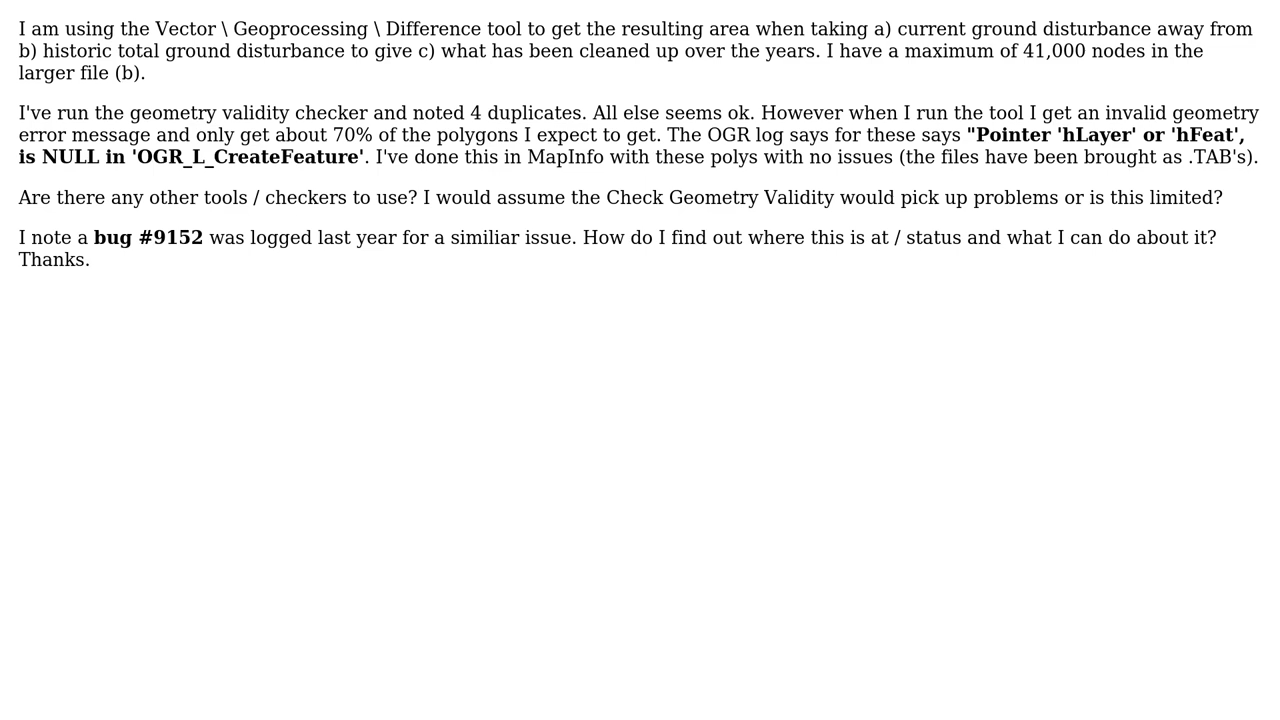 I am using the Vector \ Geoprocessing \ Difference tool to get the resulting area when taking a) current ground disturbance away from
b) historic total ground disturbance to give c) what has been cleaned up over the years. I have a maximum of 41,000 nodes in the
larger file (b).
I've run the geometry validity checker and noted 4 duplicates. All else seems ok. However when I run the tool I get an invalid geometry
error message and only get about 70% of the polygons I expect to get. The OGR log says for these says "Pointer 'hLayer' or 'hFeat',
is NULL in 'OGR_L_CreateFeature'. I've done this in MapInfo with these polys with no issues (the files have been brought as .TAB's).
Are there any other tools / checkers to use? I would assume the Check Geometry Validity would pick up problems or is this limited?
I note a bug #9152 was logged last year for a similiar issue. How do I find out where this is at / status and what I can do about it?
Thanks.